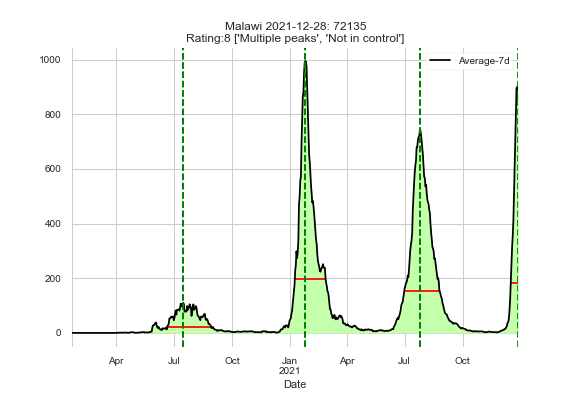 Malawi 2021-12-28: 72135
Rating:8 ['Multiple peaks', 'Not in control']
Average-7d
1000
800
600
400
200
0
Apr Jul Oct Jan Apr Jul Oct
2021
Date